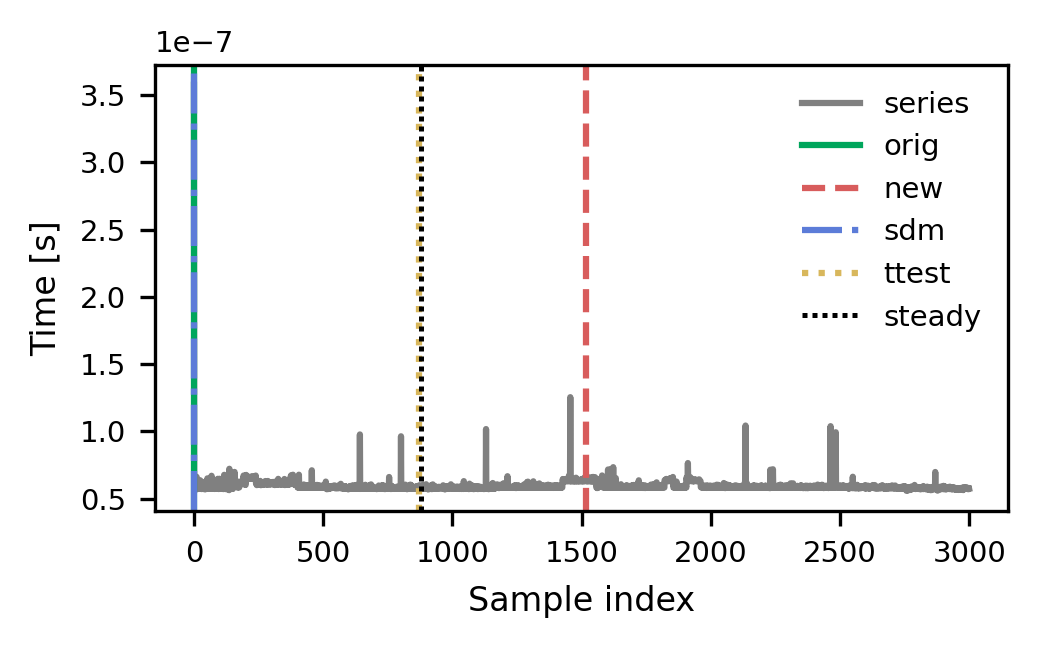 1e−7
3.5
3.0
2.5
2.0
1.5
1.0
0.5
Time [s]
0 500 1000 1500 2000 2500 3000
Sample index
series
orig
new
sdm
ttest
steady